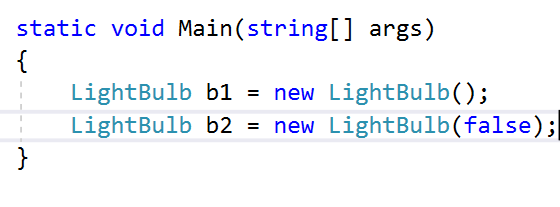 static void Main(string[] args)
{
    LightBulb b1 = new LightBulb();
    LightBulb b2 = new LightBulb(false);
}